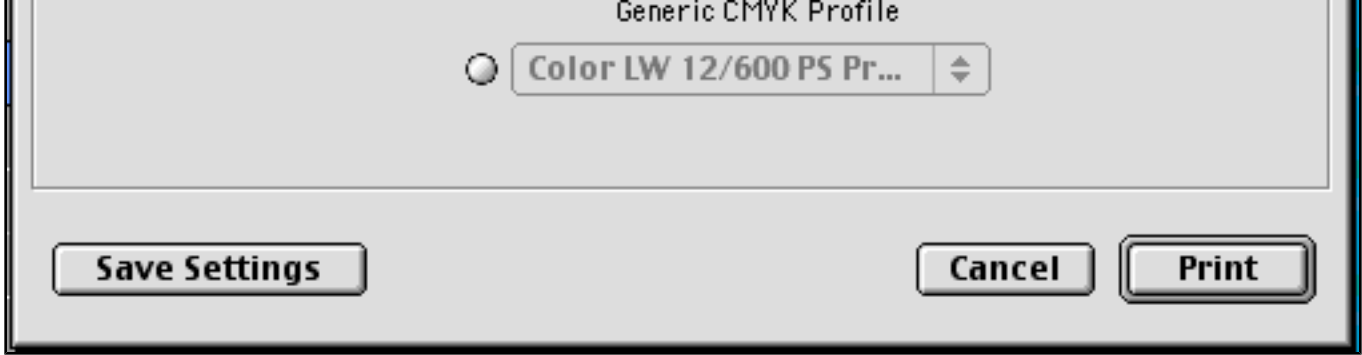 Generic CMYK Profile
Color LW 12/600 PS Pr...
Save Settings Cancel Print